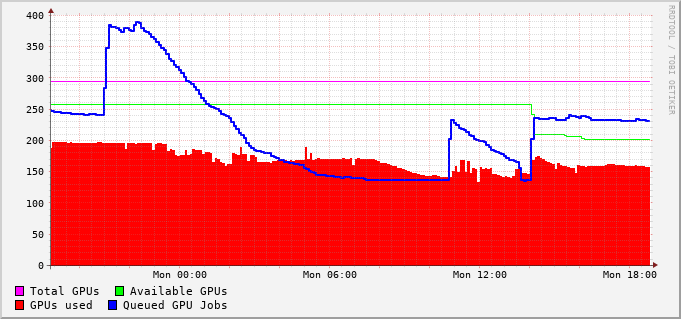 400
350
300
250
200
150
100
50
0
Mon 00:00 Mon 06:00 Mon 12:00 Mon 18:00
Total GPUs Available GPUs
GPUs used Queued GPU Jobs
RRDTOOL / TOBI OETIKER